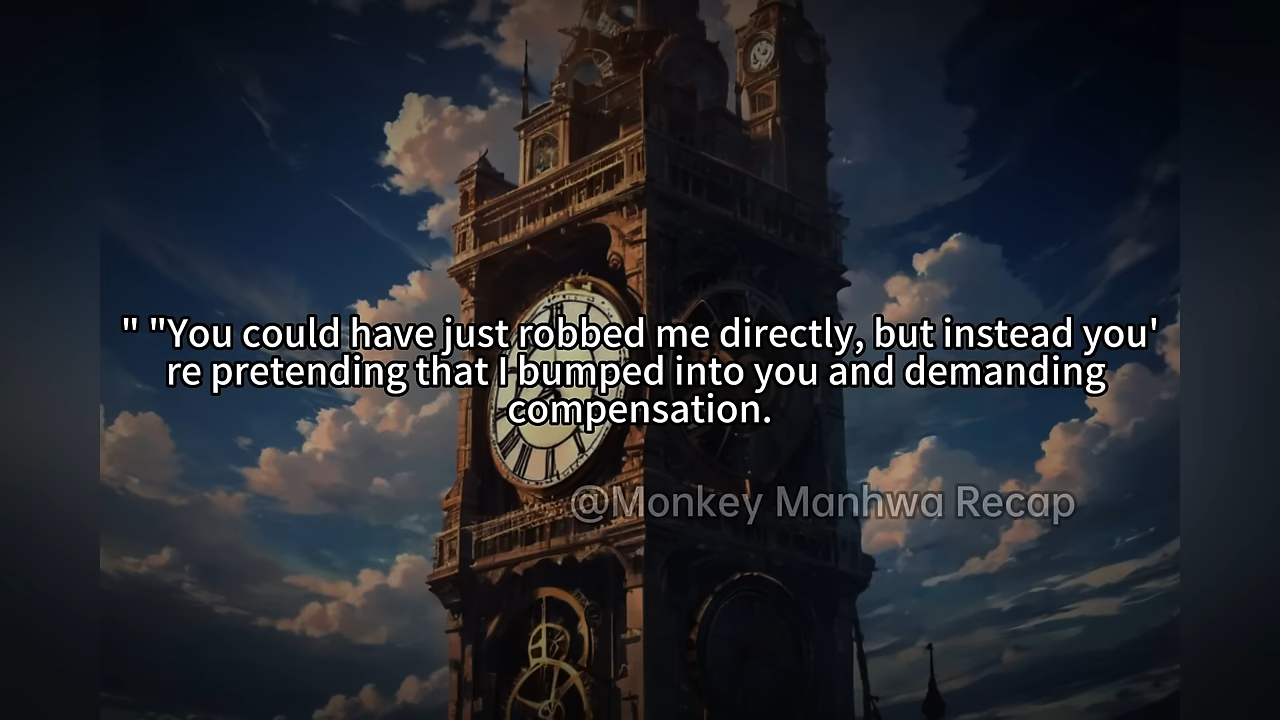 " "You could have just robbed me directly, but instead you'
re pretending that I bumped into you and demanding
compensation.
@Monkey Manhwa Recap